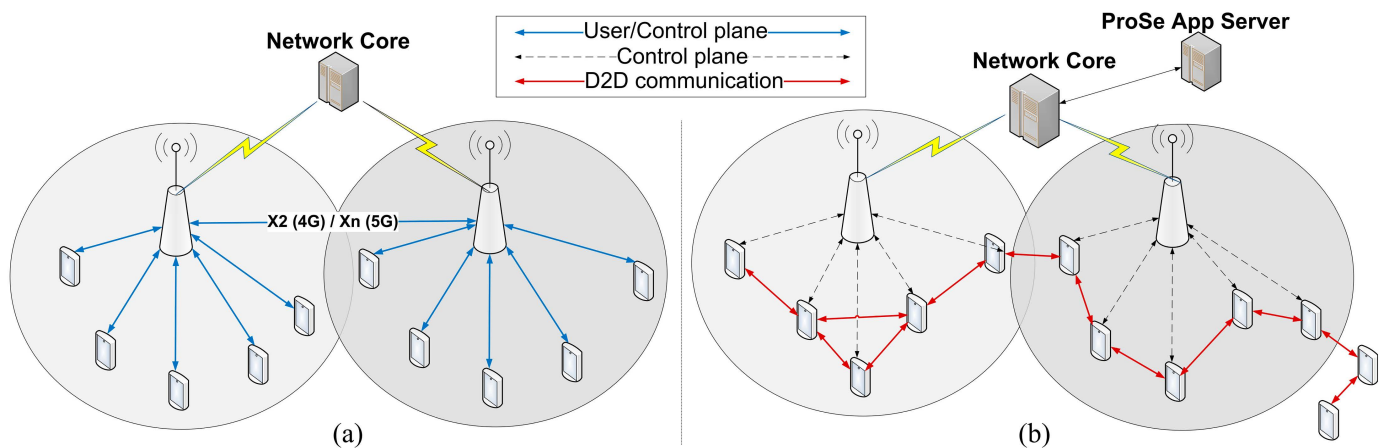 Network Core
User/Control plane
Control plane
D2D communication
ProSe App Server
Network Core
X2 (4G) / Xn (5G)
(a)
(b)